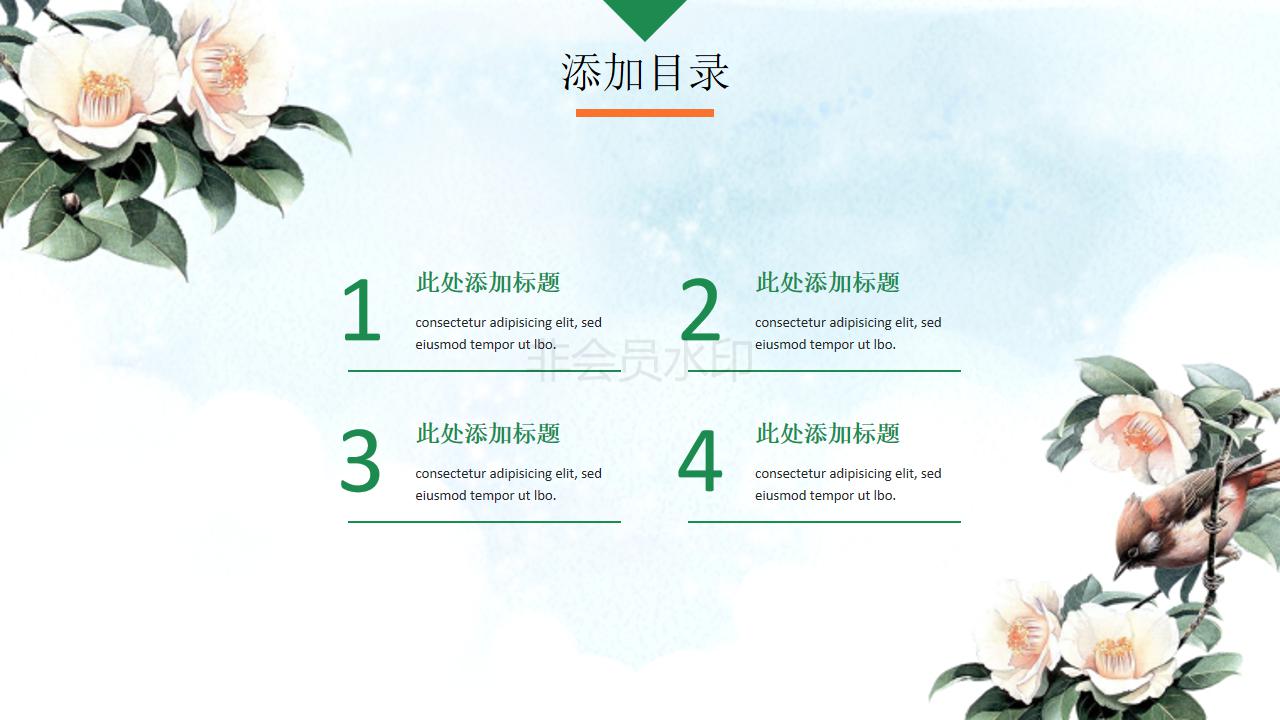 添加目录
1
此处添加标题
consectetur adipisicing elit, sed
eiusmod tempor ut lbo.
2
此处添加标题
consectetur adipisicing elit, sed
eiusmod tempor ut lbo.
非会员水印
3
此处添加标题
consectetur adipisicing elit, sed
eiusmod tempor ut lbo.
4
此处添加标题
consectetur adipisicing elit, sed
eiusmod tempor ut lbo.